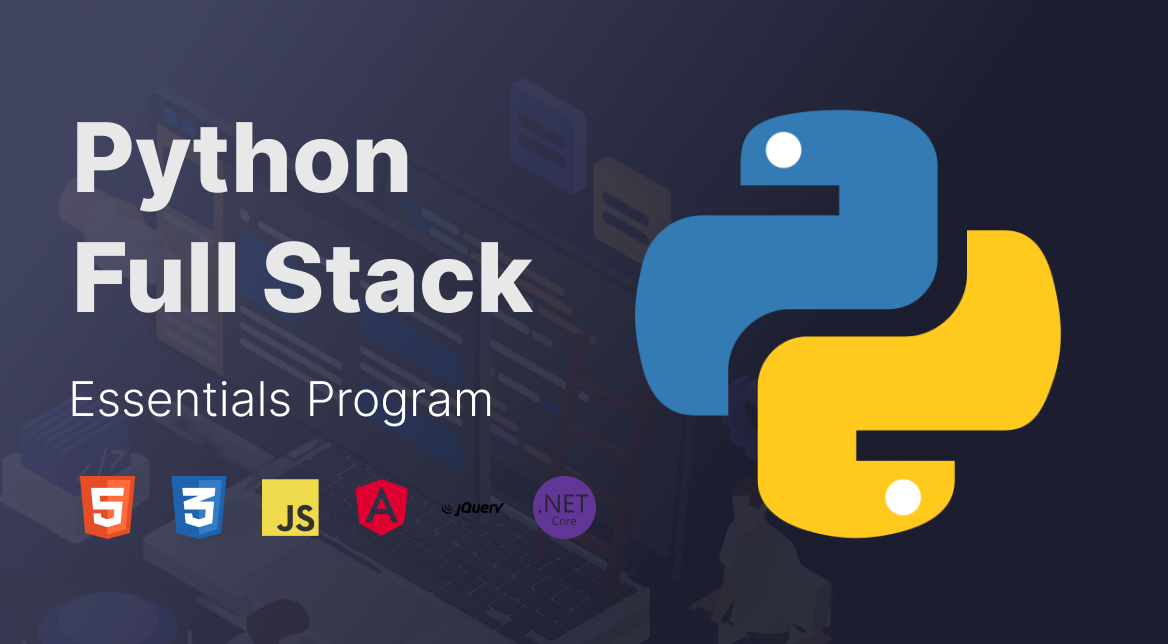 Python
Full Stack
Essentials Program
</>
5 3 JS A jQuery .NET
Core